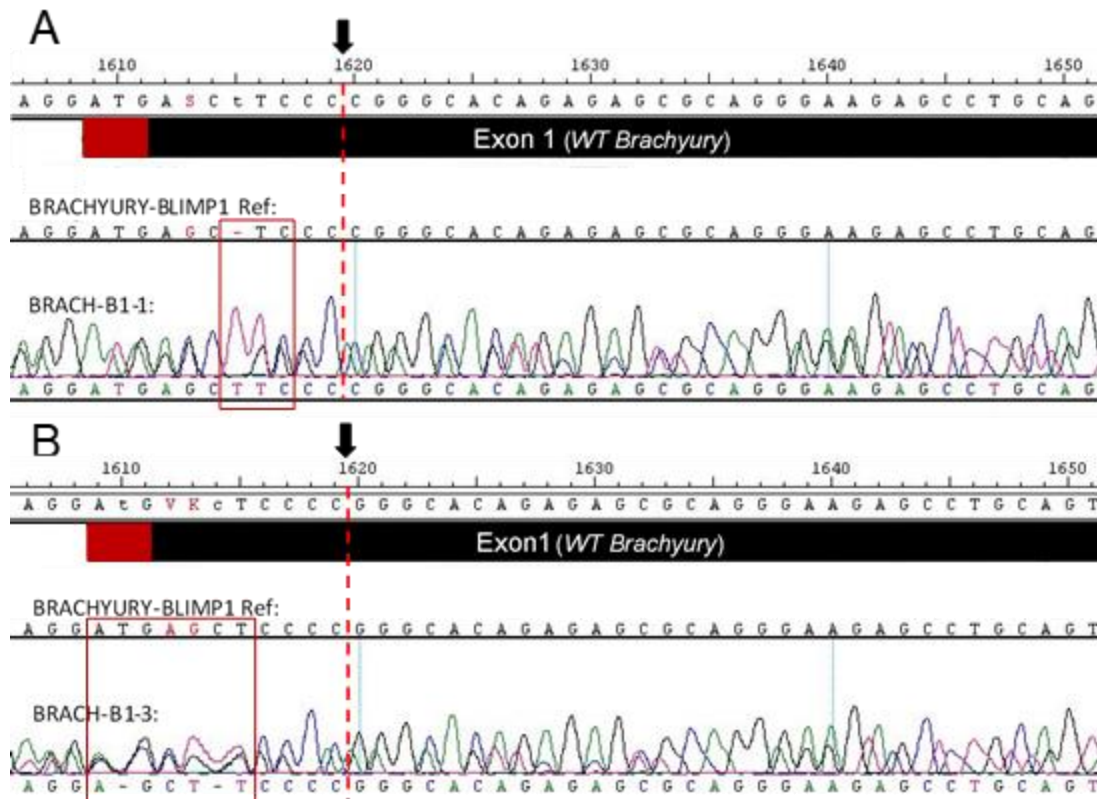 A
1610 1620 1630 1640 1650
A G G A T G A S C t T C C C C G G G C A C A G A G A G C G C A G G G A A G A G C C T G C A G
Exon 1 (WT Brachyury)
BRACHYURY-BLIMP1 Ref:
A G G A T G A G C - T C C C C G G G C A C A G A G A G C G C A G G G A A G A G C C T G C A G
BRACH-B1-1:
A G G A T G A G C T T C C C C G G G C A C A G A G A G C G C A G G G A A G A G C C T G C A G
B
1610 1620 1630 1640 1650
A G G A t G V K c T C C C C G G G C A C A G A G A G C G C A G G G A A G A G C C T G C A G T
Exon1 (WT Brachyury)
BRACHYURY-BLIMP1 Ref:
A G G A T G A G C T C C C C G G G C A C A G A G A G C G C A G G G A A G A G C C T G C A G T
BRACH-B1-3:
A G G A - G C T - T C C C C G G G C A C A G A G A G C G C A G G G A A G A G C C T G C A G T